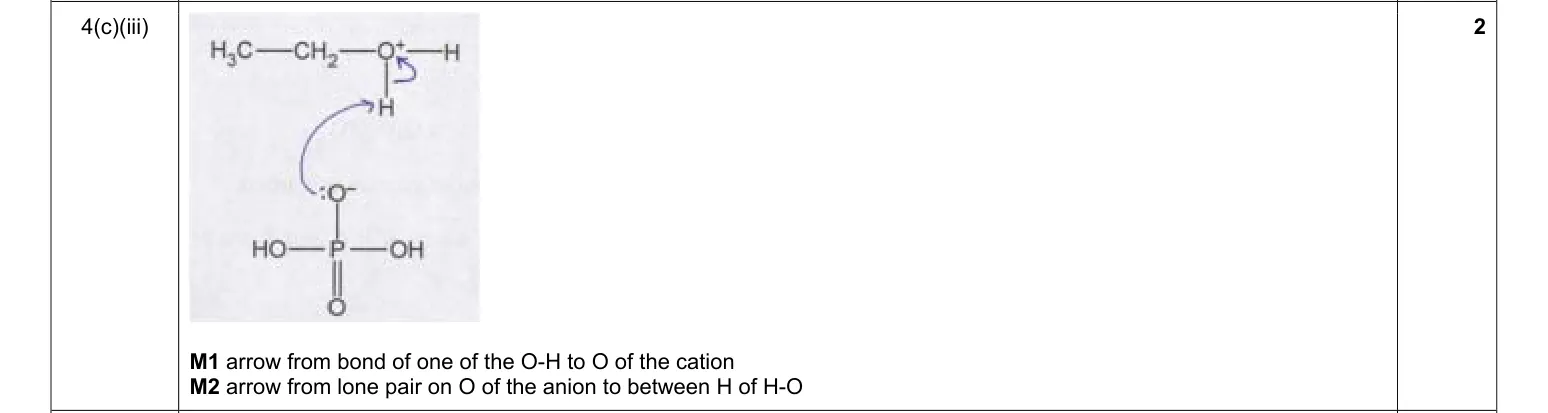 4(c)(iii)
2
H₃C—CH₂—O⁺—H
H
:O⁻
HO—P—OH
O
M1 arrow from bond of one of the O-H to O of the cation
M2 arrow from lone pair on O of the anion to between H of H-O